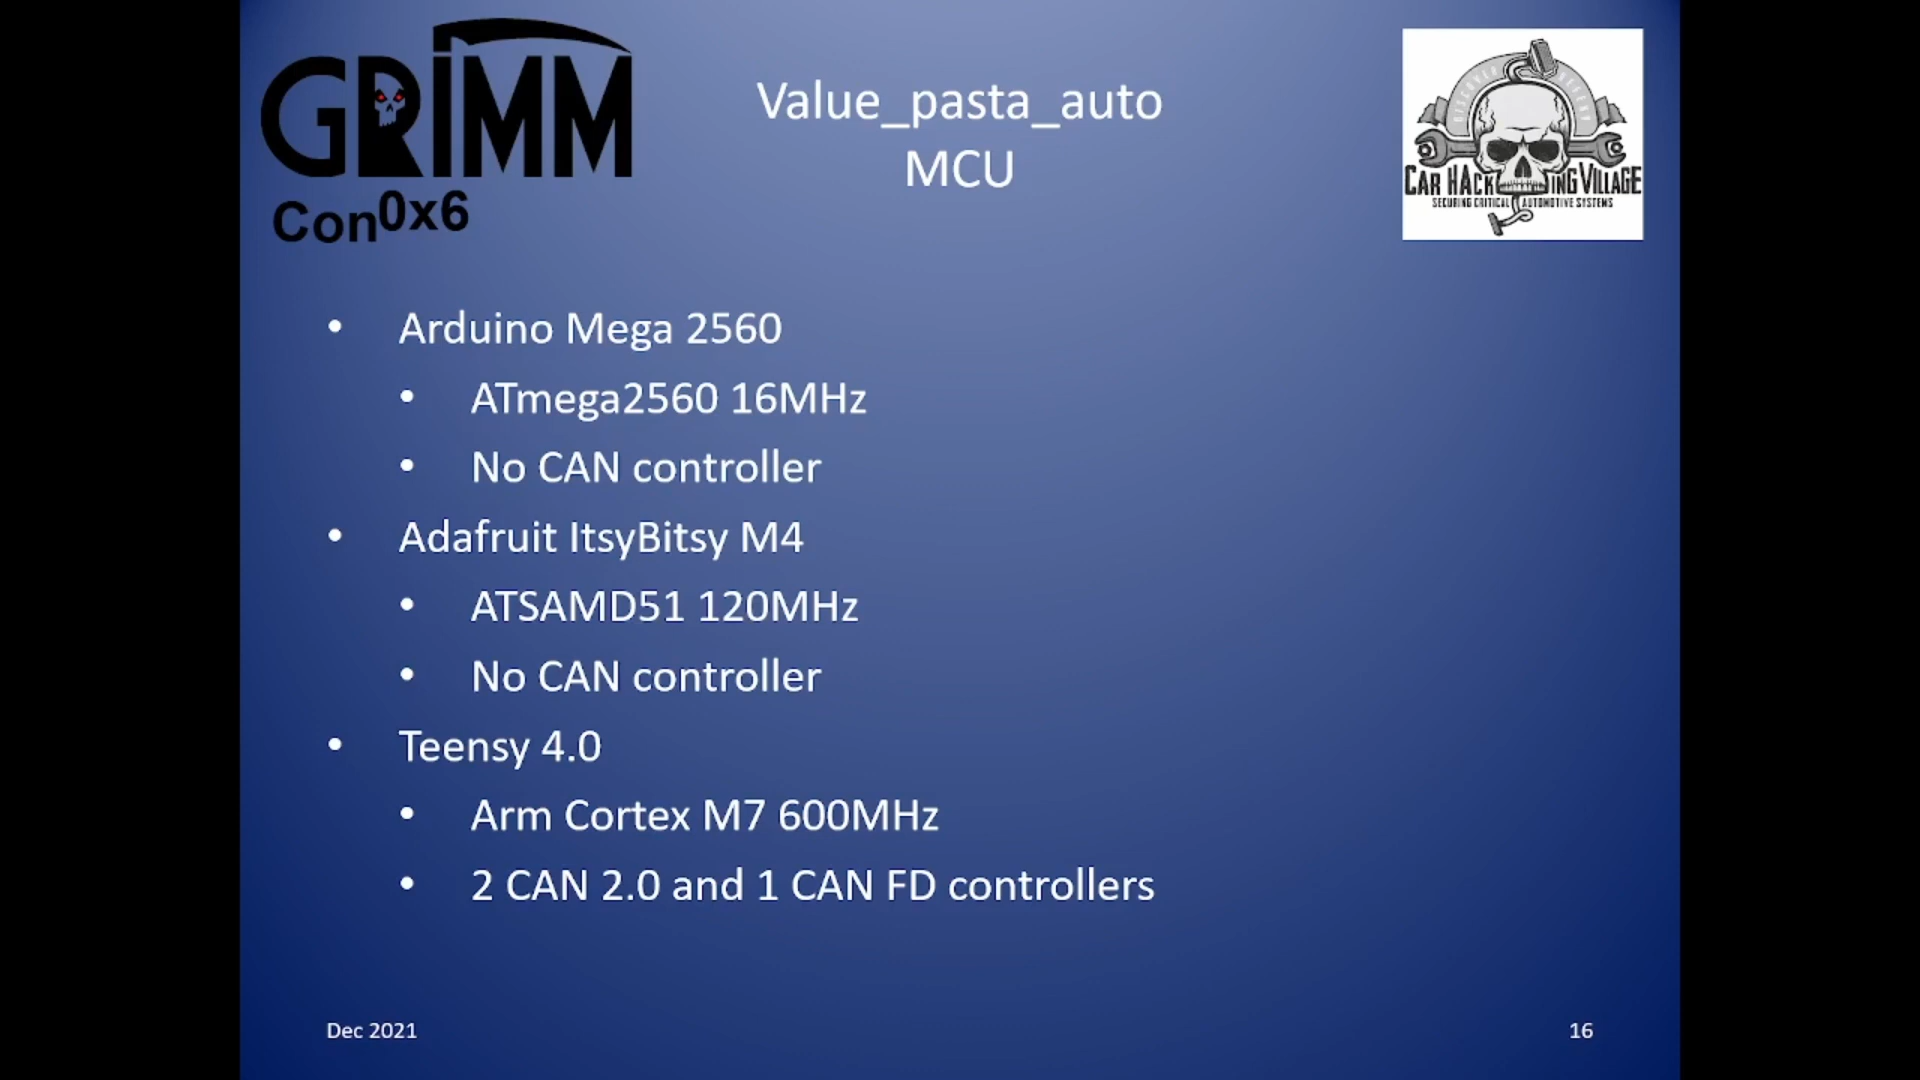 GRIMM
Con0x6
Value_pasta_auto
MCU
DISCOVER DEFEND
CAR HACKING VILLAGE
SECURING CRITICAL AUTOMOTIVE SYSTEMS
• Arduino Mega 2560
• ATmega2560 16MHz
• No CAN controller
• Adafruit ItsyBitsy M4
• ATSAMD51 120MHz
• No CAN controller
• Teensy 4.0
• Arm Cortex M7 600MHz
• 2 CAN 2.0 and 1 CAN FD controllers
Dec 2021
16